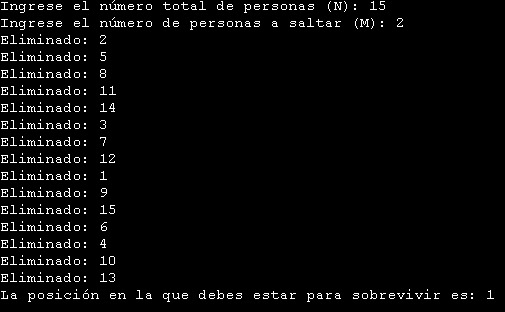 Ingrese el número total de personas (N): 15
Ingrese el número de personas a saltar (M): 2
Eliminado: 2
Eliminado: 5
Eliminado: 8
Eliminado: 11
Eliminado: 14
Eliminado: 3
Eliminado: 7
Eliminado: 12
Eliminado: 1
Eliminado: 9
Eliminado: 15
Eliminado: 6
Eliminado: 4
Eliminado: 10
Eliminado: 13
La posición en la que debes estar para sobrevivir es: 1